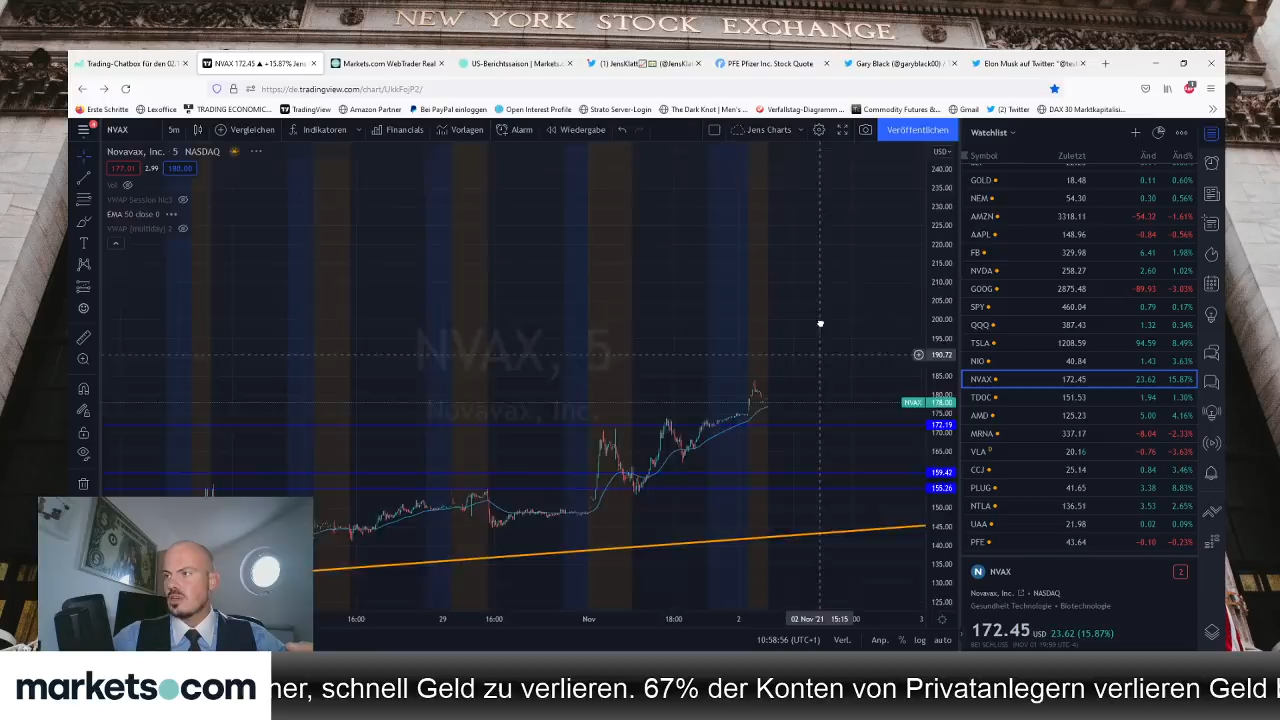 NEW YORK STOCK EXCHANGE
Trading-Chatbox für den 02.1
NVAX 172.45 ▲ +15.87% Jens
Markets.com WebTrader Real
US-Berichtssaison | Markets.
(1) JensKlatt
PFE Pfizer Inc. Stock Quote
Gary Black (@garyblack00) / T
Elon Musk auf Twitter: "@tes
https://de.tradingview.com/chart/UkkFojP2/
Erste Schritte
Lexoffice
TRADING ECONOMIC...
TradingView
Amazon Partner
Bei PayPal einloggen
Open Interest Profile
Strato Server-Login
The Dark Knot | Men's ...
Verfallstag-Diagramm ...
Commodity Futures &...
Gmail
(2) Twitter
DAX 30 Marktkapitalisi...
NVAX 5m Vergleichen Indikatoren Financials Vorlagen Alarm Wiedergabe Jens Charts Veröffentlichen
Novavax, Inc. 5 NASDAQ
177.01 2.99 180.00
Vol
VWAP Session hlc3
EMA 50 close 0
VWAP (multiday) 2
NVAX, 5
Novavax, Inc.
USD
240.00
235.00
230.00
225.00
220.00
215.00
210.00
205.00
200.00
195.00
190.72
185.00
180.00
NVAX 178.00
175.00
172.19
170.00
165.00
159.42
155.26
145.00
140.00
135.00
130.00
125.00
16:00 29 16:00 Nov 18:00 2 02 Nov '21 15:15 3
10:58:56 (UTC+1) Verl. Anp. % log auto
Watchlist
Symbol Zuletzt Änd Änd%
GOLD 18.48 0.11 0.60%
NEM 54.30 0.30 0.56%
AMZN 3318.11 -54.32 -1.61%
AAPL 148.96 -0.84 -0.56%
FB 329.98 6.41 1.98%
NVDA 258.27 2.60 1.02%
GOOG 2875.48 -89.93 -3.03%
SPY 460.04 0.79 0.17%
QQQ 387.43 1.32 0.34%
TSLA 1208.59 94.59 8.49%
NIO 40.84 1.43 3.63%
NVAX 172.45 23.62 15.87%
TDOC 151.53 1.94 1.30%
AMD 125.23 5.00 4.16%
MRNA 337.17 -8.04 -2.33%
VLA D 20.16 -0.76 -3.63%
CCJ 25.14 0.84 3.46%
PLUG 41.65 3.38 8.83%
NTLA 136.51 3.53 2.65%
UAA 21.98 0.02 0.09%
PFE 43.64 -0.10 -0.23%
N NVAX 2
Novavax, Inc. NASDAQ
Gesundheit Technologie • Biotechnologie
172.45 USD 23.62 (15.87%)
BEI SCHLUSS (NOV 01 19:59 UTC-4)
markets.com
her, schnell Geld zu verlieren. 67% der Konten von Privatanlegern verlieren Geld